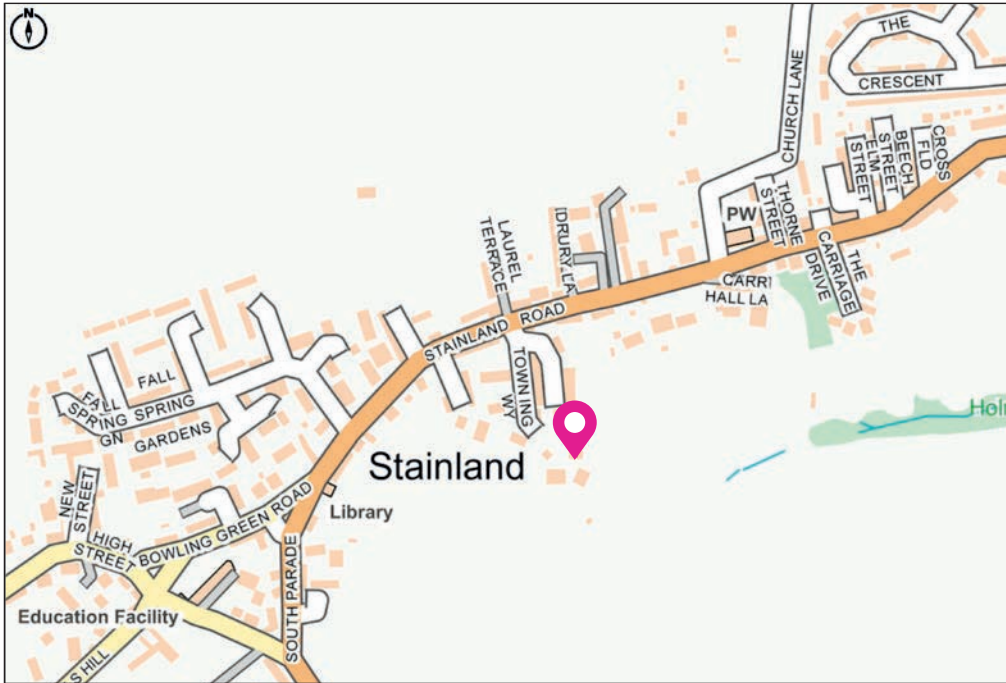 N
THE
CRESCENT
CHURCH LANE
CROSS
FLD
BEECH
STREET
ELM
STREET
THORNE
STREET
PW
THE
CARRIAGE
DRIVE
CARR
HALL LA
LAUREL
TERRACE
DRURY LA
STAINLAND ROAD
TOWNING
WY
FALL
SPRING
GN
FALL
SPRING
GARDENS
Stainland
Library
NEW
STREET
HIGH
STREET
BOWLING GREEN ROAD
SOUTH PARADE
Education Facility
S HILL
Holm